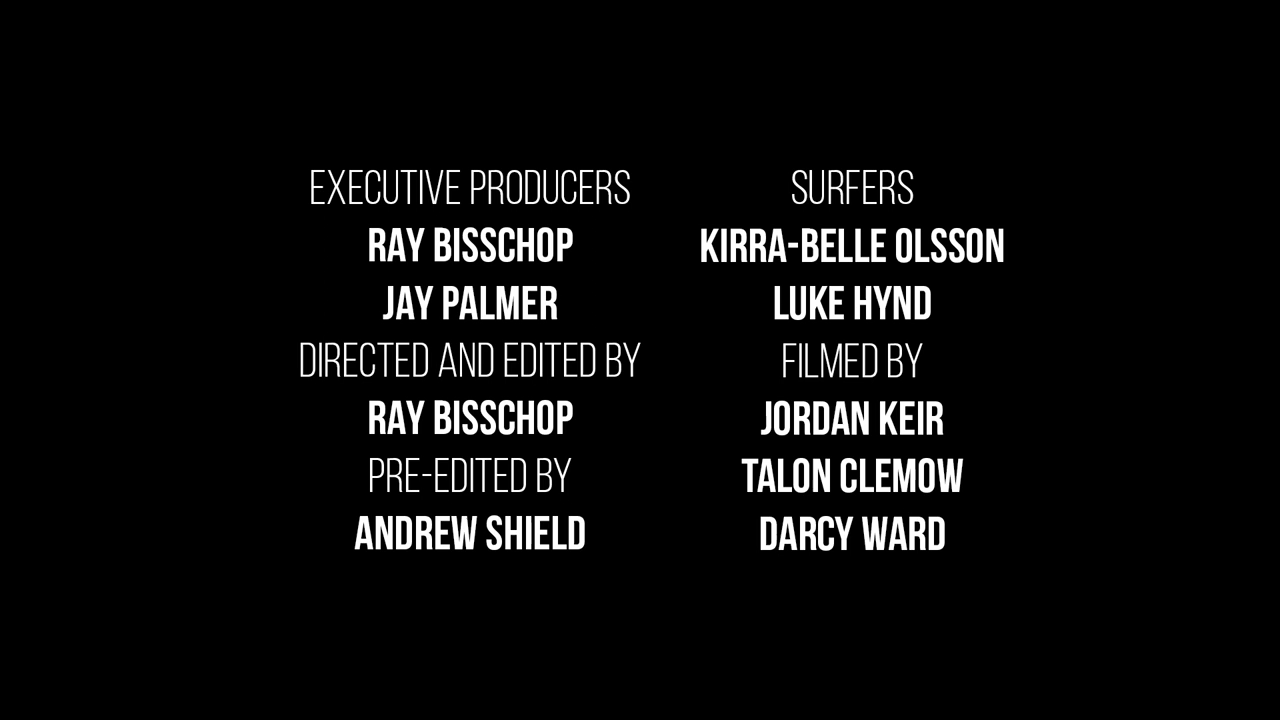 EXECUTIVE PRODUCERS
RAY BISSCHOP
JAY PALMER
DIRECTED AND EDITED BY
RAY BISSCHOP
PRE-EDITED BY
ANDREW SHIELD
SURFERS
KIRRA-BELLE OLSSON
LUKE HYND
FILMED BY
JORDAN KEIR
TALON CLEMOW
DARCY WARD